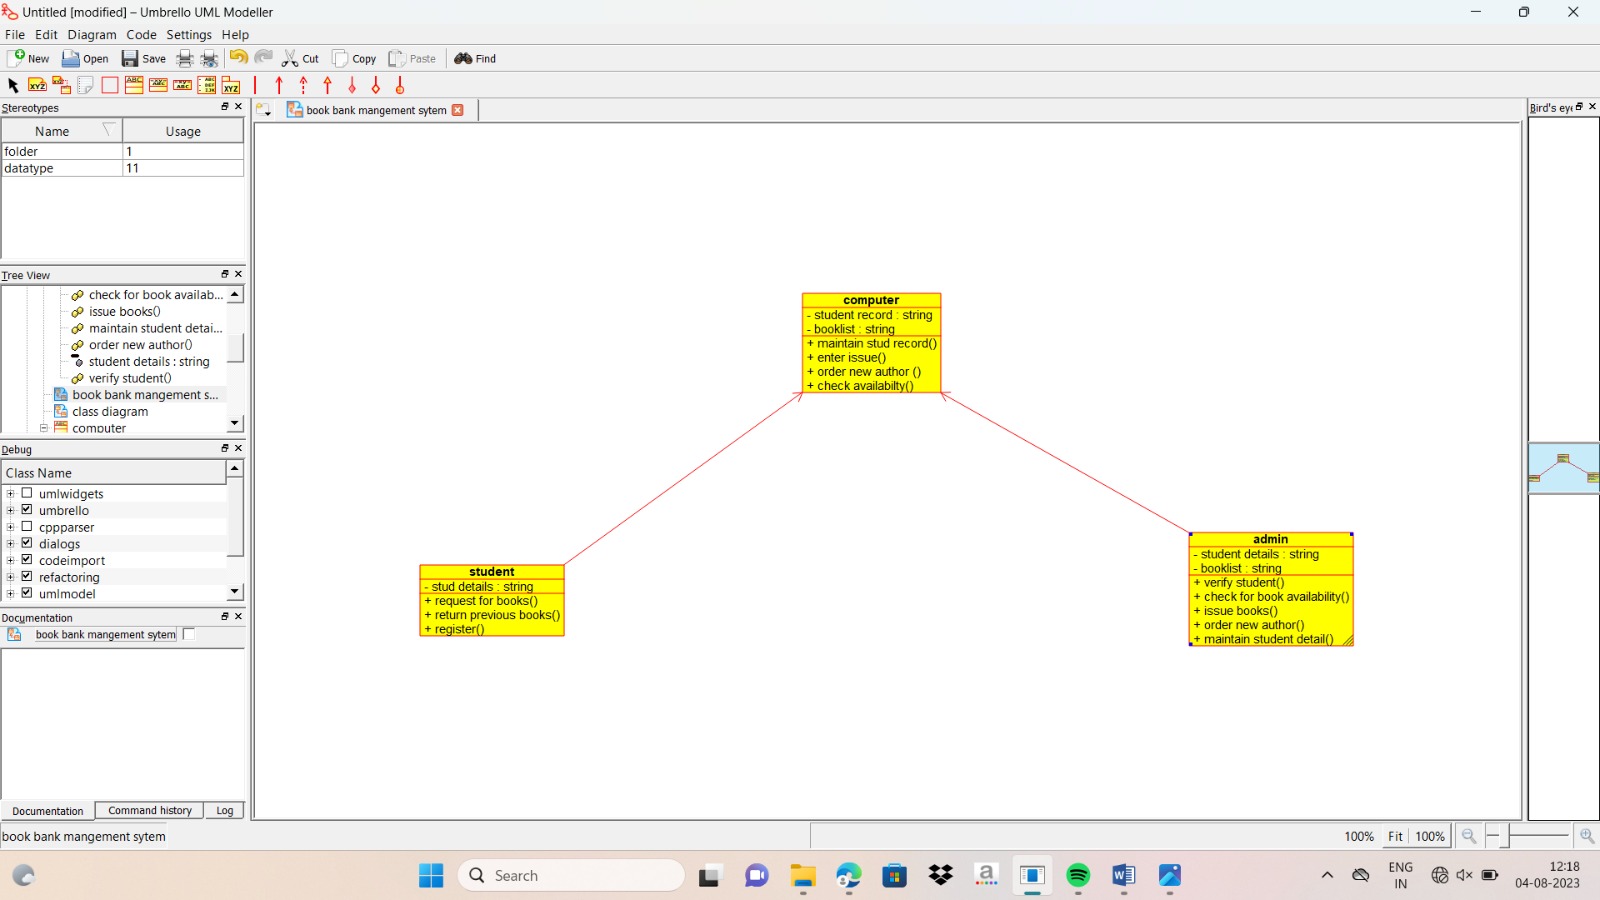 Untitled [modified] – Umbrello UML Modeller
File Edit Diagram Code Settings Help
New Open Save Cut Copy Paste Find
Stereotypes
Name Usage
folder 1
datatype 11
Tree View
check for book availab...
issue books()
maintain student detai...
order new author()
student details : string
verify student()
book bank mangement s...
class diagram
computer
Debug
Class Name
umlwidgets
umbrello
cppparser
dialogs
codeimport
refactoring
umlmodel
Documentation
book bank mangement sytem
Documentation Command history Log
book bank mangement sytem
book bank mangement sytem
computer
- student record : string
- booklist : string
+ maintain stud record()
+ enter issue()
+ order new author ()
+ check availabilty()
student
- stud details : string
+ request for books()
+ return previous books()
+ register()
admin
- student details : string
- booklist : string
+ verify student()
+ check for book availability()
+ issue books()
+ order new author()
+ maintain student detail()
Bird's eye
100% Fit 100%
Search
ENG
IN
12:18
04-08-2023